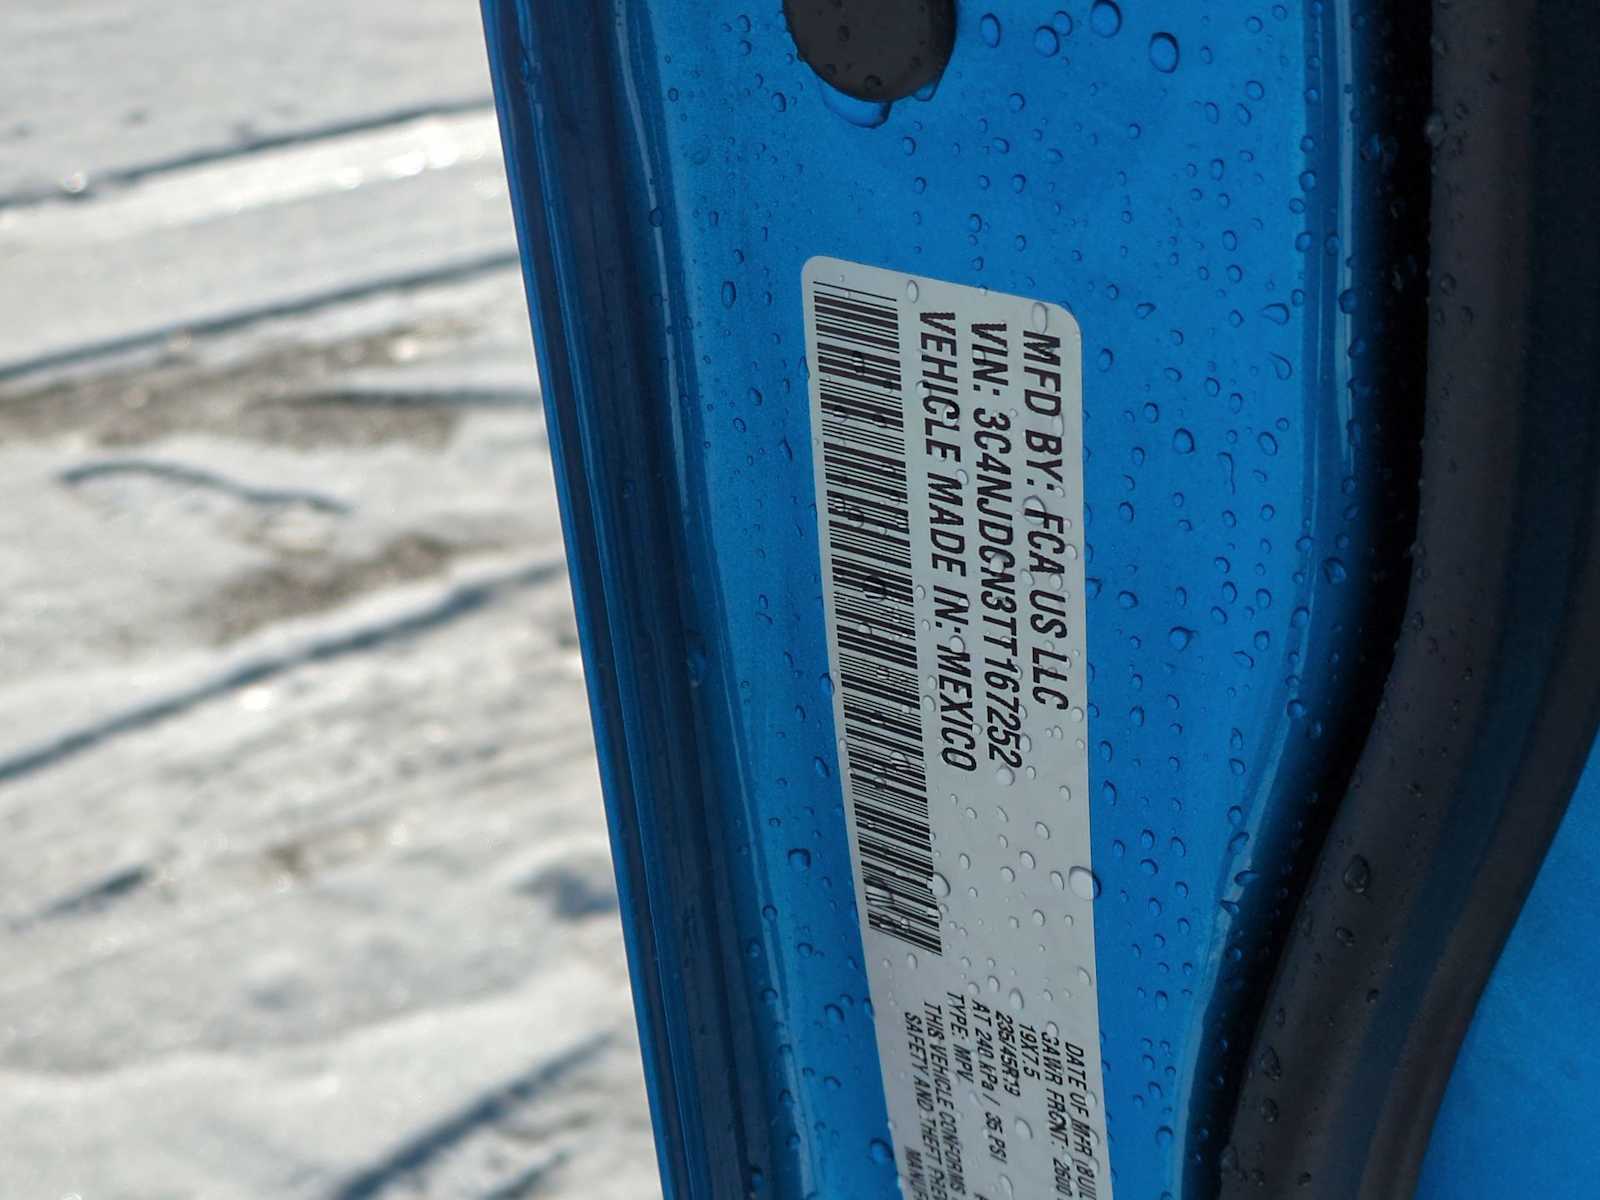 MFD BY: FCA US LLC
VIN: 3C4NJDCN3TT167252
VEHICLE MADE IN: MEXICO
DATE OF MFR
GAWR FRONT: 2600
19X7.5
235/45R19
AT 240 kPa / 35 PSI
TYPE: MPV
THIS VEHICLE CONFORMS
SAFETY AND THEFT